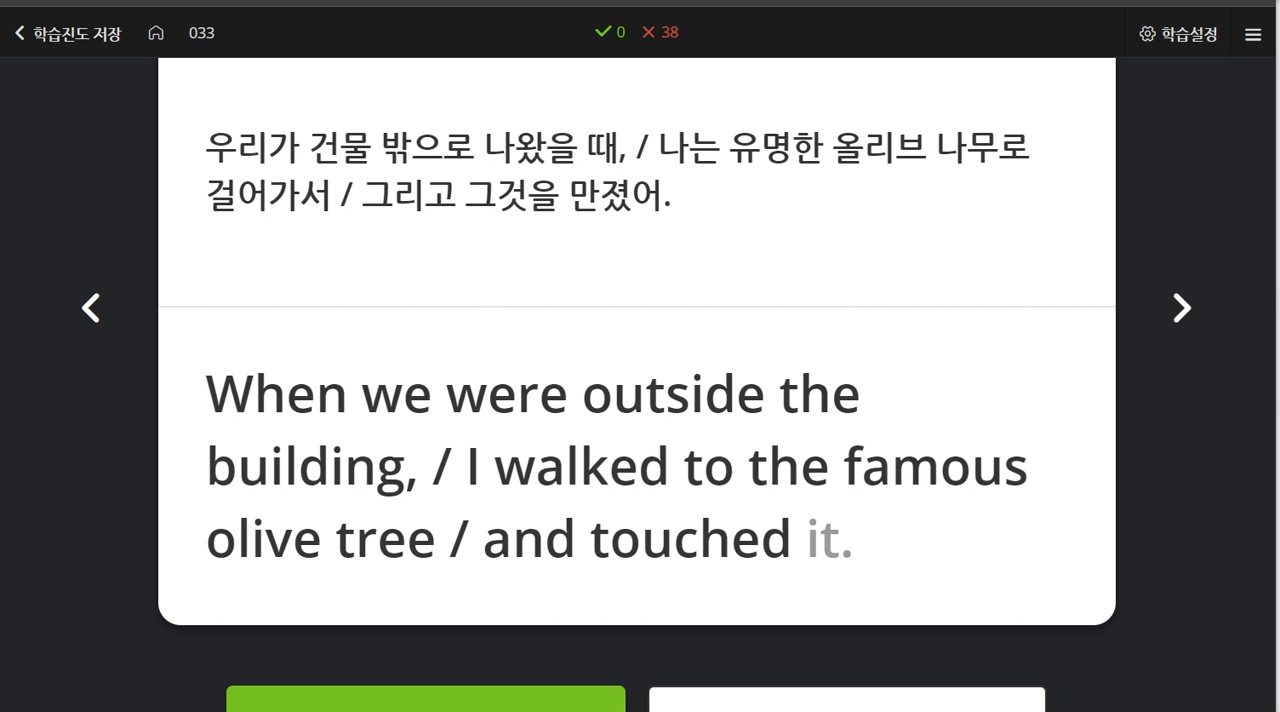 학습진도 저장 033 0 38 학습설정
우리가 건물 밖으로 나왔을 때, / 나는 유명한 올리브 나무로
걸어가서 / 그리고 그것을 만졌어.
When we were outside the
building, / I walked to the famous
olive tree / and touched it.